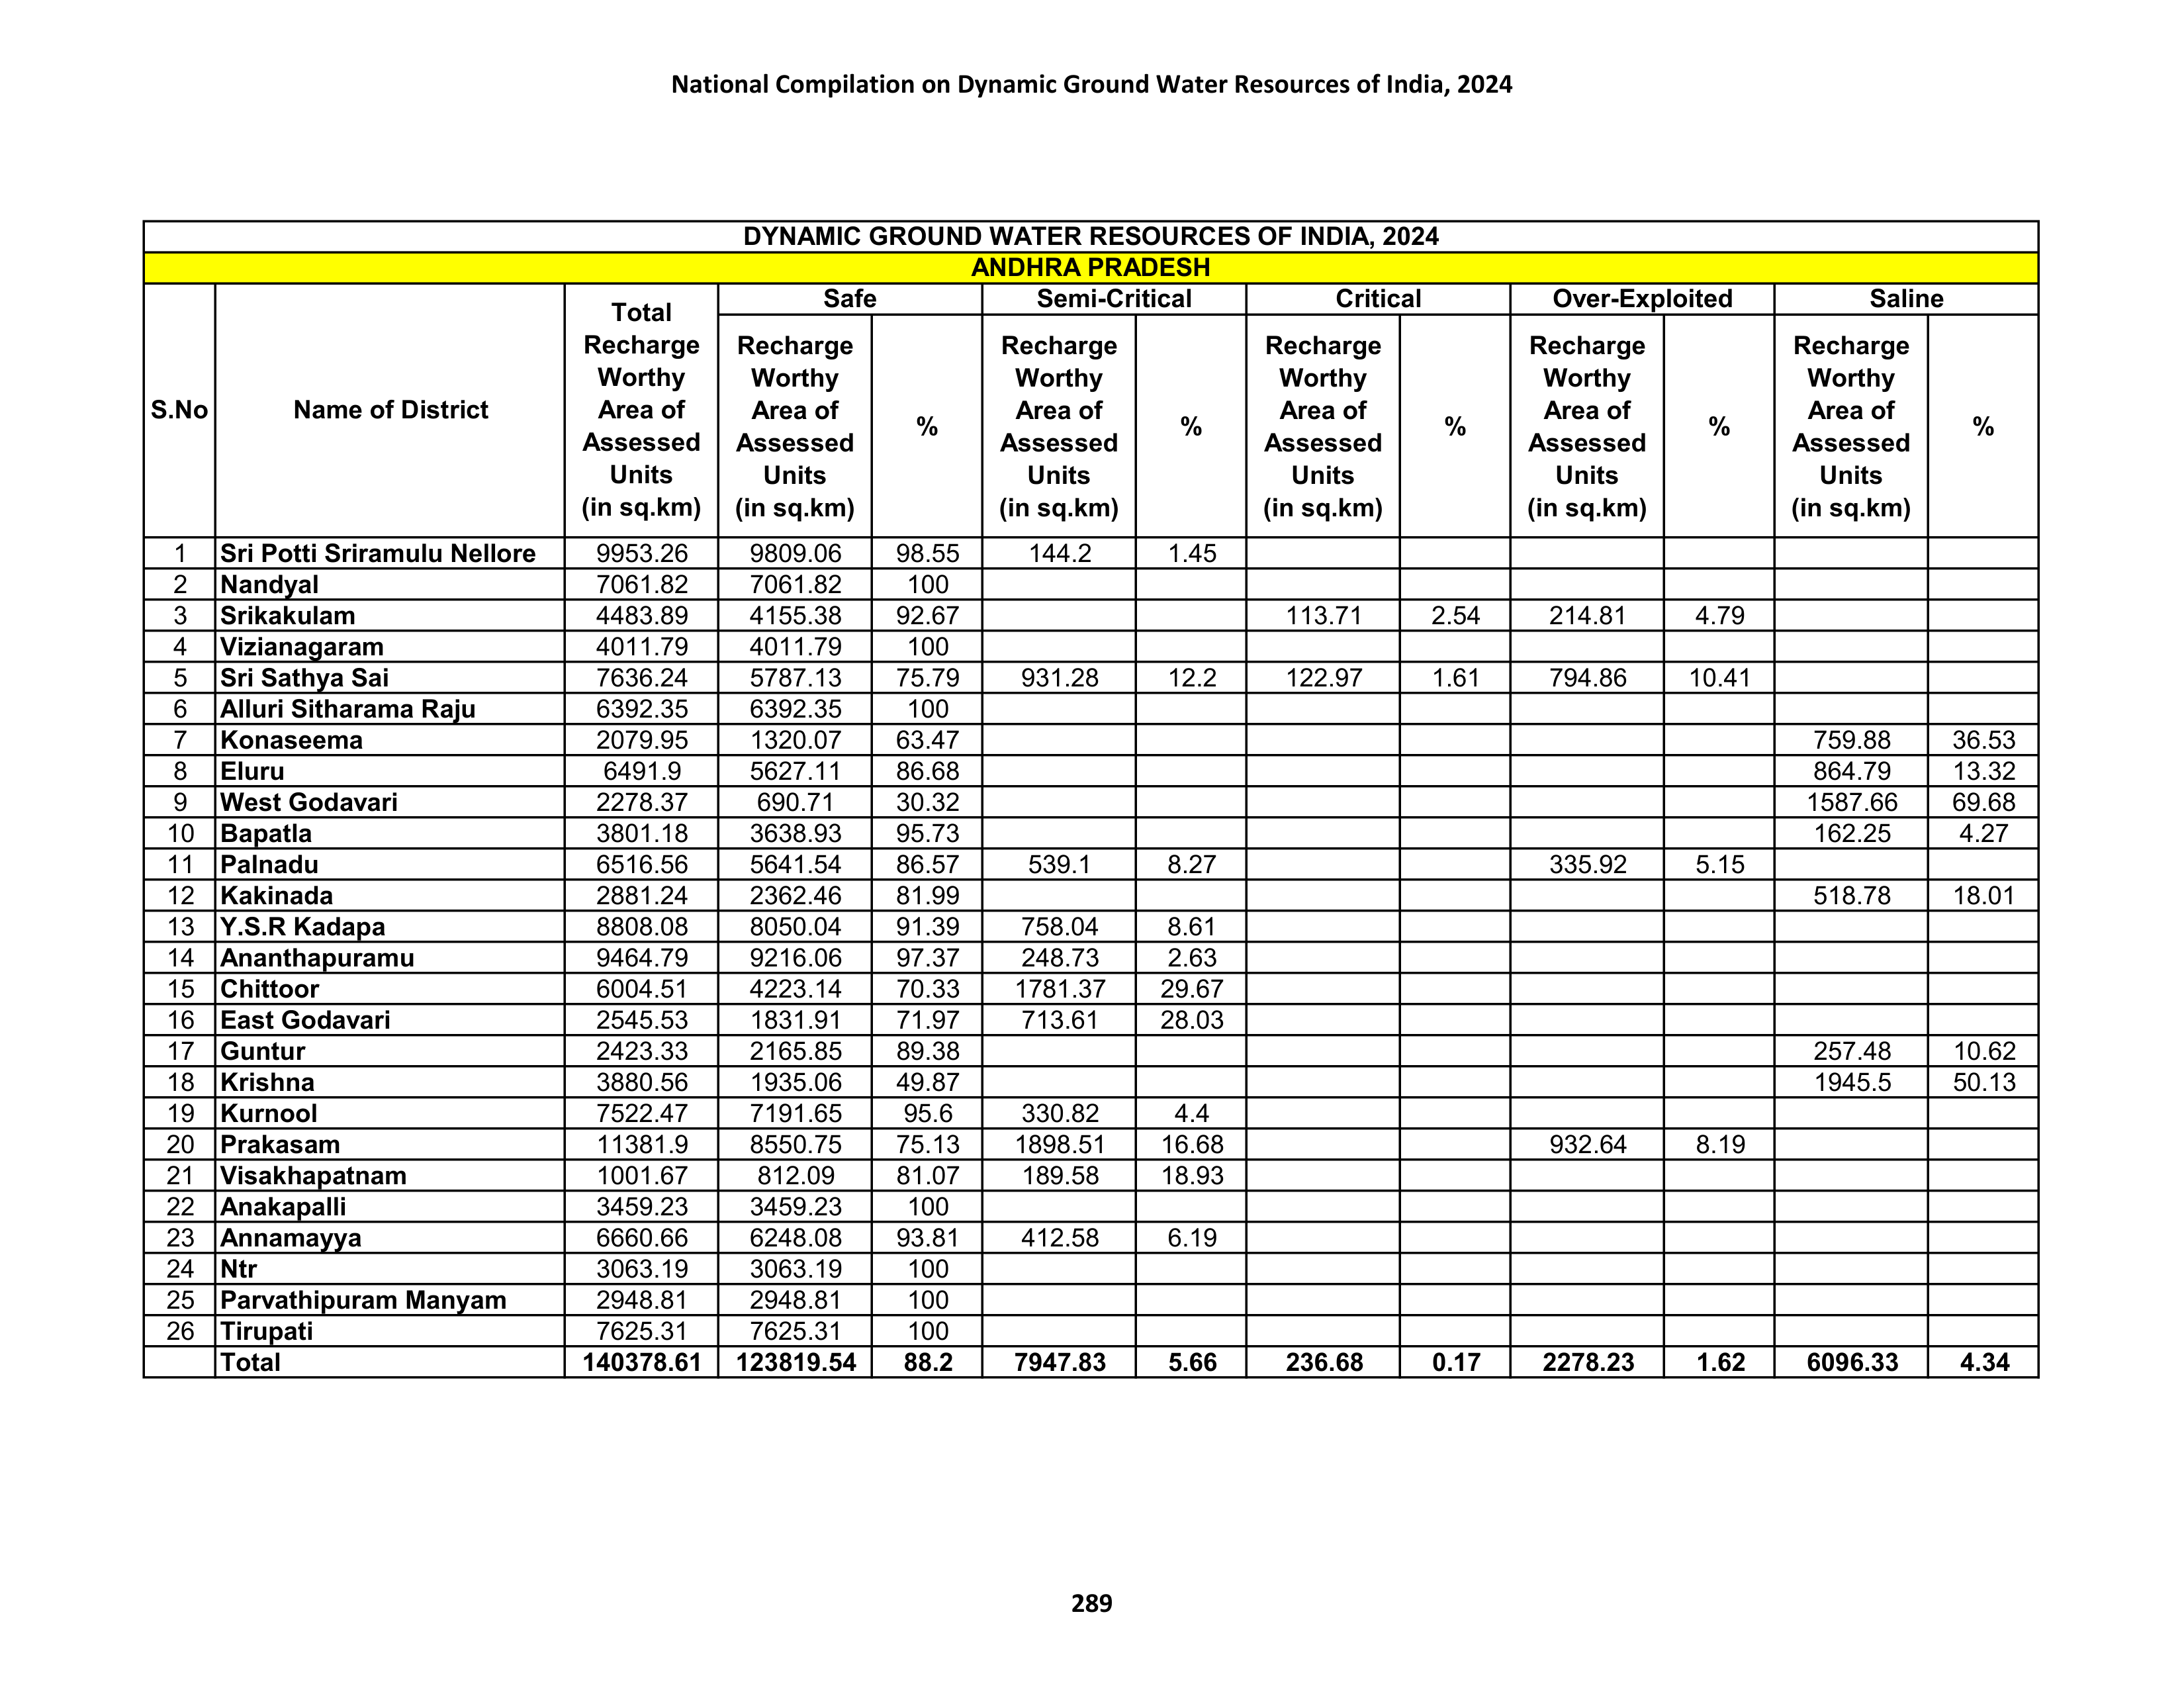 National Compilation on Dynamic Ground Water Resources of India, 2024
DYNAMIC GROUND WATER RESOURCES OF INDIA, 2024
ANDHRA PRADESH
S.No Name of District Total Recharge Worthy Area of Assessed Units (in sq.km) Safe Semi-Critical Critical Over-Exploited Saline
Recharge Worthy Area of Assessed Units (in sq.km) % Recharge Worthy Area of Assessed Units (in sq.km) % Recharge Worthy Area of Assessed Units (in sq.km) % Recharge Worthy Area of Assessed Units (in sq.km) % Recharge Worthy Area of Assessed Units (in sq.km) %
1 Sri Potti Sriramulu Nellore 9953.26 9809.06 98.55 144.2 1.45
2 Nandyal 7061.82 7061.82 100
3 Srikakulam 4483.89 4155.38 92.67 113.71 2.54 214.81 4.79
4 Vizianagaram 4011.79 4011.79 100
5 Sri Sathya Sai 7636.24 5787.13 75.79 931.28 12.2 122.97 1.61 794.86 10.41
6 Alluri Sitharama Raju 6392.35 6392.35 100
7 Konaseema 2079.95 1320.07 63.47 759.88 36.53
8 Eluru 6491.9 5627.11 86.68 864.79 13.32
9 West Godavari 2278.37 690.71 30.32 1587.66 69.68
10 Bapatla 3801.18 3638.93 95.73 162.25 4.27
11 Palnadu 6516.56 5641.54 86.57 539.1 8.27 335.92 5.15
12 Kakinada 2881.24 2362.46 81.99 518.78 18.01
13 Y.S.R Kadapa 8808.08 8050.04 91.39 758.04 8.61
14 Ananthapuramu 9464.79 9216.06 97.37 248.73 2.63
15 Chittoor 6004.51 4223.14 70.33 1781.37 29.67
16 East Godavari 2545.53 1831.91 71.97 713.61 28.03
17 Guntur 2423.33 2165.85 89.38 257.48 10.62
18 Krishna 3880.56 1935.06 49.87 1945.5 50.13
19 Kurnool 7522.47 7191.65 95.6 330.82 4.4
20 Prakasam 11381.9 8550.75 75.13 1898.51 16.68 932.64 8.19
21 Visakhapatnam 1001.67 812.09 81.07 189.58 18.93
22 Anakapalli 3459.23 3459.23 100
23 Annamayya 6660.66 6248.08 93.81 412.58 6.19
24 Ntr 3063.19 3063.19 100
25 Parvathipuram Manyam 2948.81 2948.81 100
26 Tirupati 7625.31 7625.31 100
Total 140378.61 123819.54 88.2 7947.83 5.66 236.68 0.17 2278.23 1.62 6096.33 4.34
289